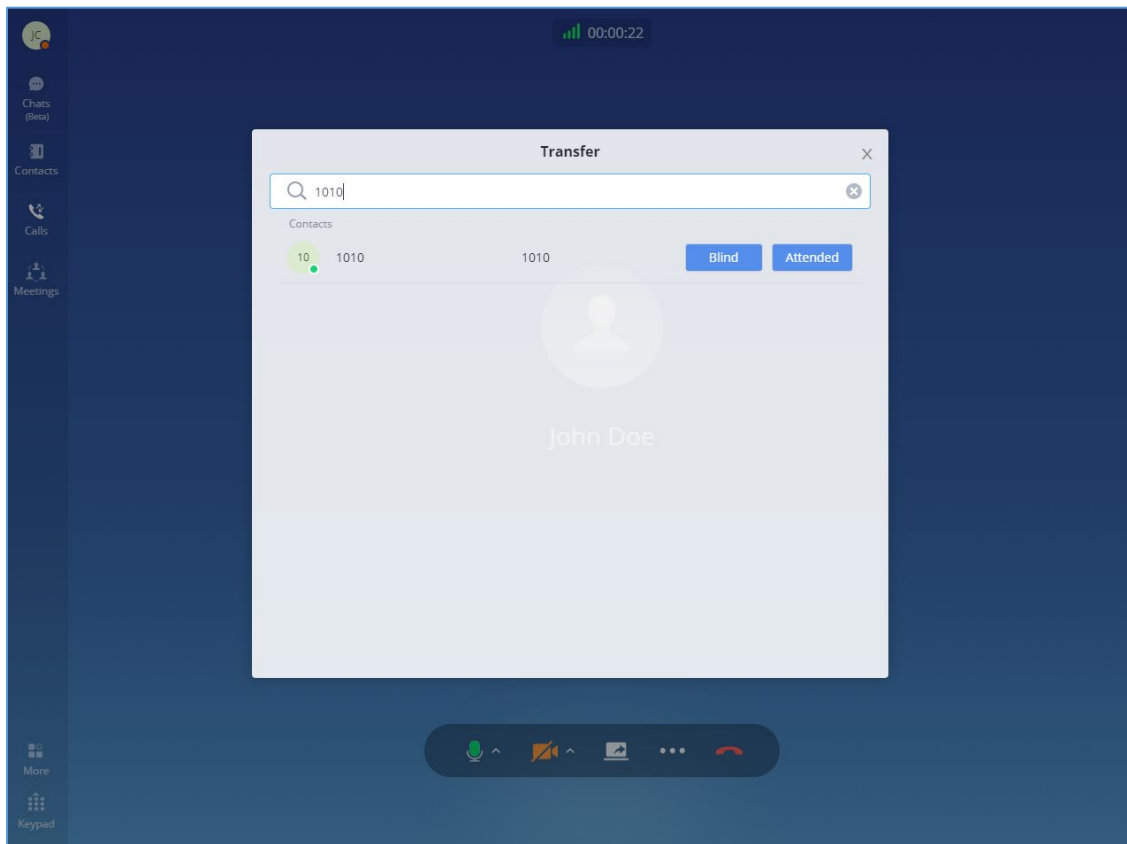 JC
00:00:22
Chats
(Beta)
Contacts
Calls
Meetings
Transfer
X
1010
Contacts
10 1010 1010 Blind Attended
John Doe
More
Keypad